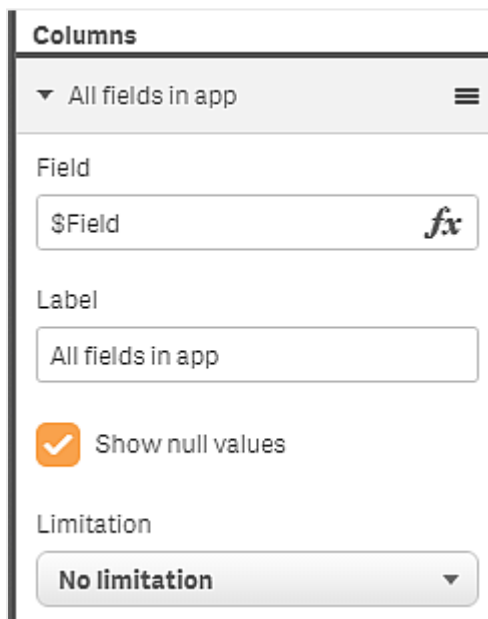 Columns
All fields in app
Field
$Field fx
Label
All fields in app
Show null values
Limitation
No limitation